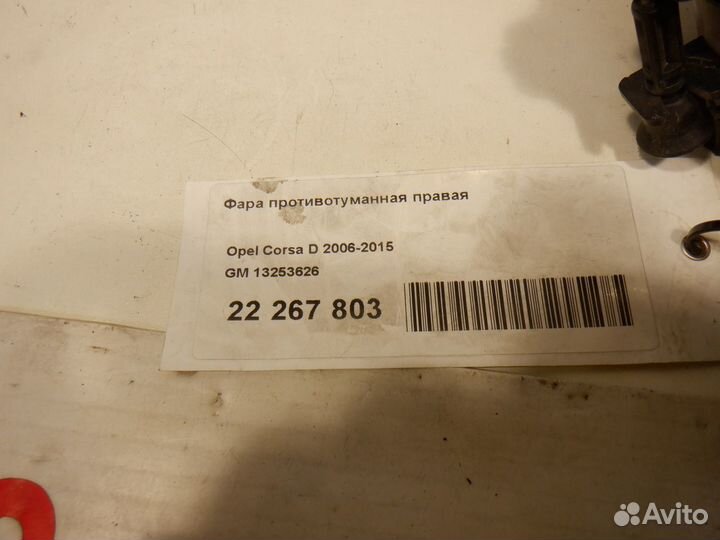 Фара противотуманная правая
Opel Corsa D 2006-2015
GM 13253626
22 267 803
Avito